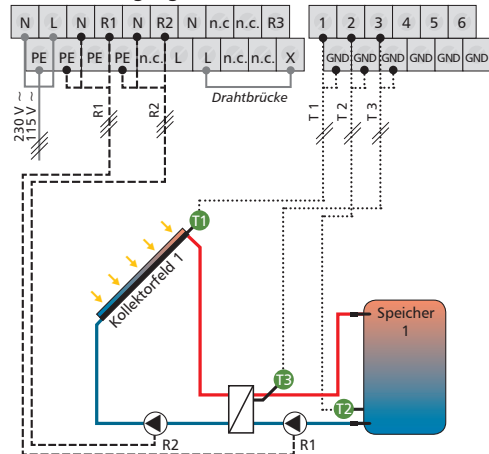 N L N R1 N R2 N n.c n.c. R3
1 2 3 4 5 6
PE PE PE PE n.c. L L n.c. n.c. X
GND GND GND GND GND GND
Drahtbrücke
230 V ~
115 V ~
R1
R2
T 1
T 2
T 3
T1
Kollektorfeld 1
Speicher
1
T3
T2
R2
R1